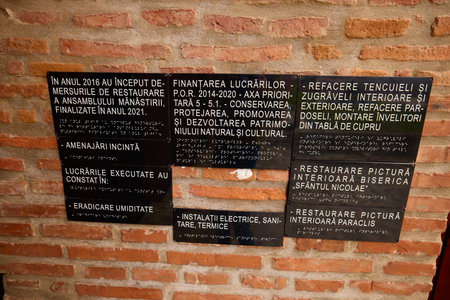 ÎN ANUL 2016 AU ÎNCEPUT DE-
MERSURILE DE RESTAURARE
A ANSAMBLULUI MÂNĂSTIRII,
FINALIZATE ÎN ANUL 2021.
- AMENAJĂRI INCINTĂ
LUCRĂRILE EXECUTATE AU
CONSTAT ÎN:
- ERADICARE UMIDITATE
FINANȚAREA LUCRĂRILOR -
P.O.R. 2014-2020 - AXA PRIORI-
TARĂ 5 - 5.1. - CONSERVAREA,
PROTEJAREA, PROMOVAREA
ȘI DEZVOLTAREA PATRIMO-
NIULUI NATURAL ȘI CULTURAL.
- INSTALAȚII ELECTRICE, SANI-
TARE, TERMICE
- REFACERE TENCUIELI ȘI
ZUGRĂVELI INTERIOARE ȘI
EXTERIOARE, REFACERE PAR-
DOSELI, MONTARE ÎNVELITORI
DIN TABLĂ DE CUPRU
- RESTAURARE PICTURĂ
INTERIOARĂ BISERICA
„SFÂNTUL NICOLAE”
- RESTAURARE PICTURĂ
INTERIOARĂ PARACLIS